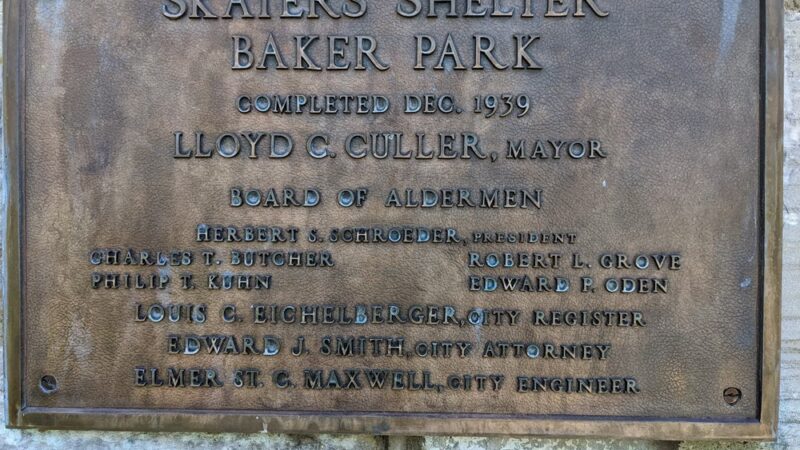 SKATERS SHELTER
BAKER PARK
COMPLETED DEC. 1939
LLOYD C. CULLER, MAYOR
BOARD OF ALDERMEN
HERBERT S. SCHROEDER, PRESIDENT
CHARLES T. BUTCHER ROBERT L. GROVE
PHILIP T. KUHN EDWARD P. ODEN
LOUIS C. EICHELBERGER, CITY REGISTER
EDWARD J. SMITH, CITY ATTORNEY
ELMER ST. C. MAXWELL, CITY ENGINEER